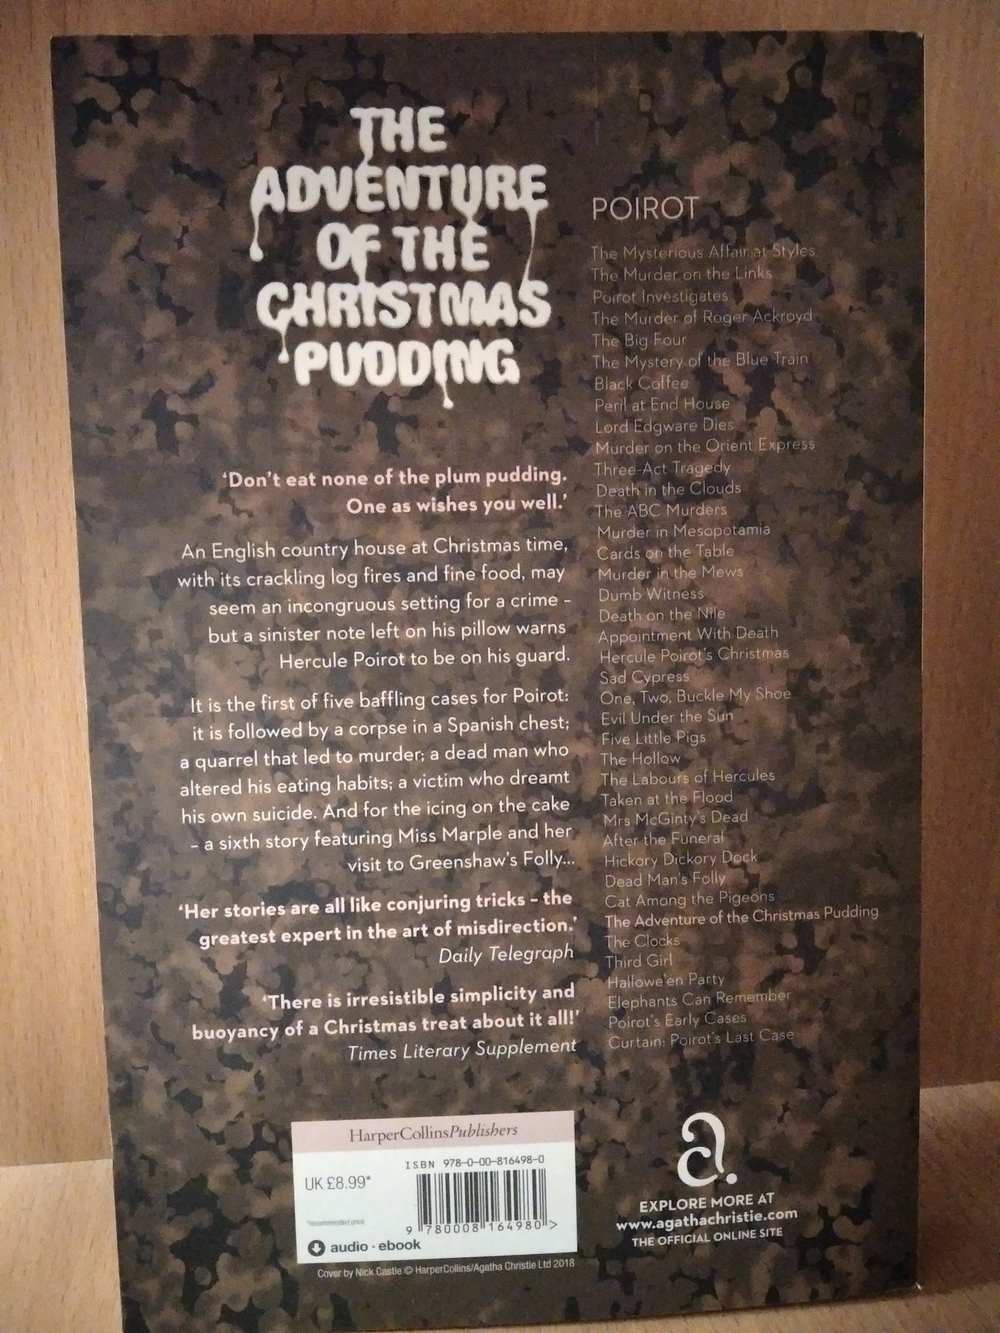 THE
ADVENTURE
OF THE
CHRISTMAS
PUDDING
'Don't eat none of the plum pudding.
One as wishes you well.'
An English country house at Christmas time,
with its crackling log fires and fine food, may
seem an incongruous setting for a crime –
but a sinister note left on his pillow warns
Hercule Poirot to be on his guard.
It is the first of five baffling cases for Poirot:
it is followed by a corpse in a Spanish chest;
a quarrel that led to murder; a dead man who
altered his eating habits; a victim who dreamt
his own suicide. And for the icing on the cake
– a sixth story featuring Miss Marple and her
visit to Greenshaw's Folly...
'Her stories are all like conjuring tricks – the
greatest expert in the art of misdirection.'
Daily Telegraph
'There is irresistible simplicity and
buoyancy of a Christmas treat about it all!'
Times Literary Supplement
HarperCollinsPublishers
ISBN 978-0-00-816498-0
UK £8.99*
*recommended price
9 780008 164980 >
audio · ebook
Cover by Nick Castle © HarperCollins/Agatha Christie Ltd 2018
POIROT
The Mysterious Affair at Styles
The Murder on the Links
Poirot Investigates
The Murder of Roger Ackroyd
The Big Four
The Mystery of the Blue Train
Black Coffee
Peril at End House
Lord Edgware Dies
Murder on the Orient Express
Three-Act Tragedy
Death in the Clouds
The ABC Murders
Murder in Mesopotamia
Cards on the Table
Murder in the Mews
Dumb Witness
Death on the Nile
Appointment With Death
Hercule Poirot's Christmas
Sad Cypress
One, Two, Buckle My Shoe
Evil Under the Sun
Five Little Pigs
The Hollow
The Labours of Hercules
Taken at the Flood
Mrs McGinty's Dead
After the Funeral
Hickory Dickory Dock
Dead Man's Folly
Cat Among the Pigeons
The Adventure of the Christmas Pudding
The Clocks
Third Girl
Hallowe'en Party
Elephants Can Remember
Poirot's Early Cases
Curtain: Poirot's Last Case
a.
EXPLORE MORE AT
www.agathachristie.com
THE OFFICIAL ONLINE SITE